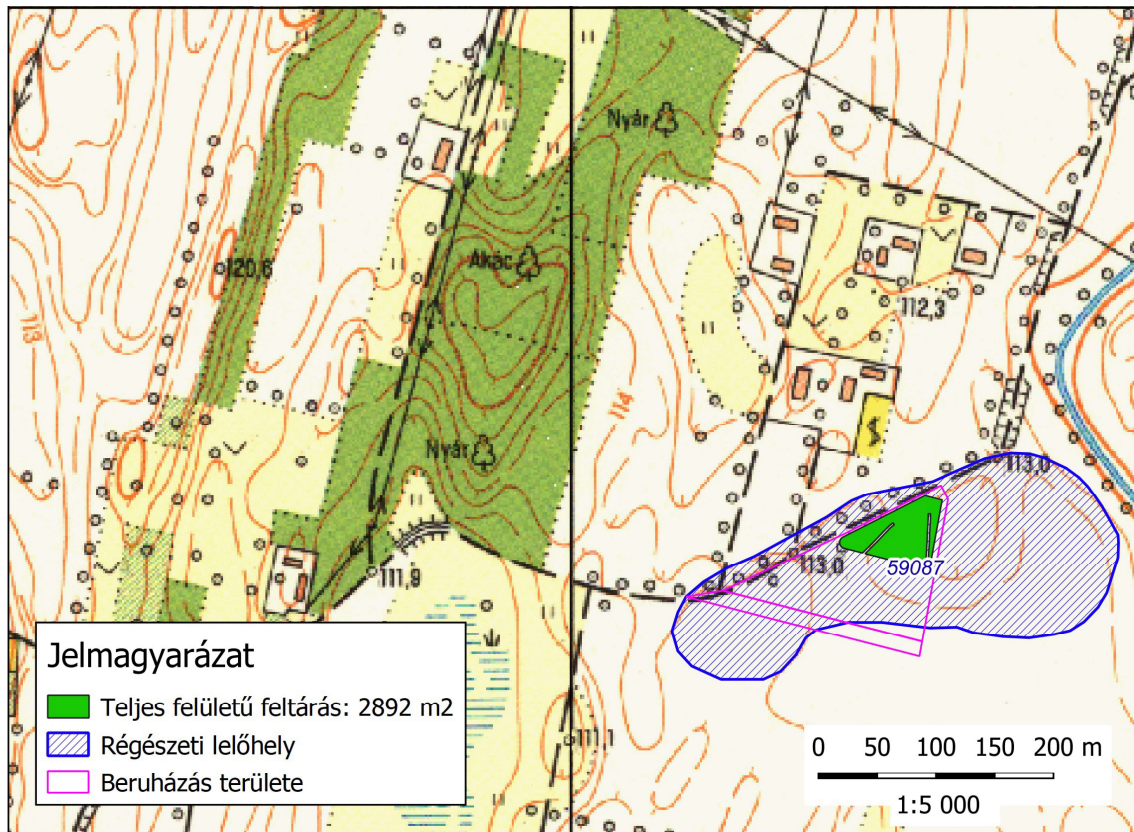 Nyár
Akác
120,6
112,3
113
114
Nyár
113,0
59087
113,0
111,9
Jelmagyarázat
Teljes felületű feltárás: 2892 m2
Régészeti lelőhely
Beruházás területe
111,1
0 50 100 150 200 m
1:5 000